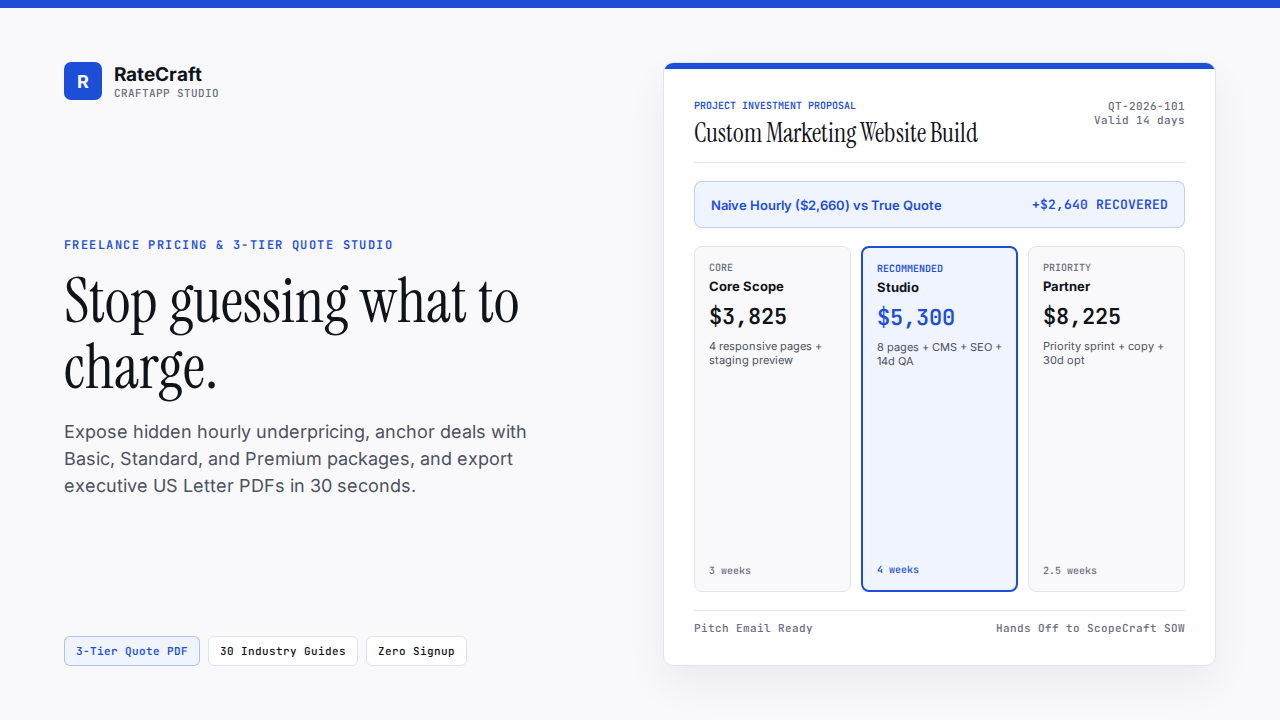 R
RateCraft
CRAFTAPP STUDIO
FREELANCE PRICING & 3-TIER QUOTE STUDIO
Stop guessing what to
charge.
Expose hidden hourly underpricing, anchor deals with
Basic, Standard, and Premium packages, and export
executive US Letter PDFs in 30 seconds.
3-Tier Quote PDF
30 Industry Guides
Zero Signup
PROJECT INVESTMENT PROPOSAL
Custom Marketing Website Build
QT-2026-101
Valid 14 days
Naive Hourly ($2,660) vs True Quote
+$2,640 RECOVERED
CORE
Core Scope
$3,825
4 responsive pages +
staging preview
3 weeks
RECOMMENDED
Studio
$5,300
8 pages + CMS + SEO +
14d QA
4 weeks
PRIORITY
Partner
$8,225
Priority sprint + copy +
30d opt
2.5 weeks
Pitch Email Ready
Hands Off to ScopeCraft SOW